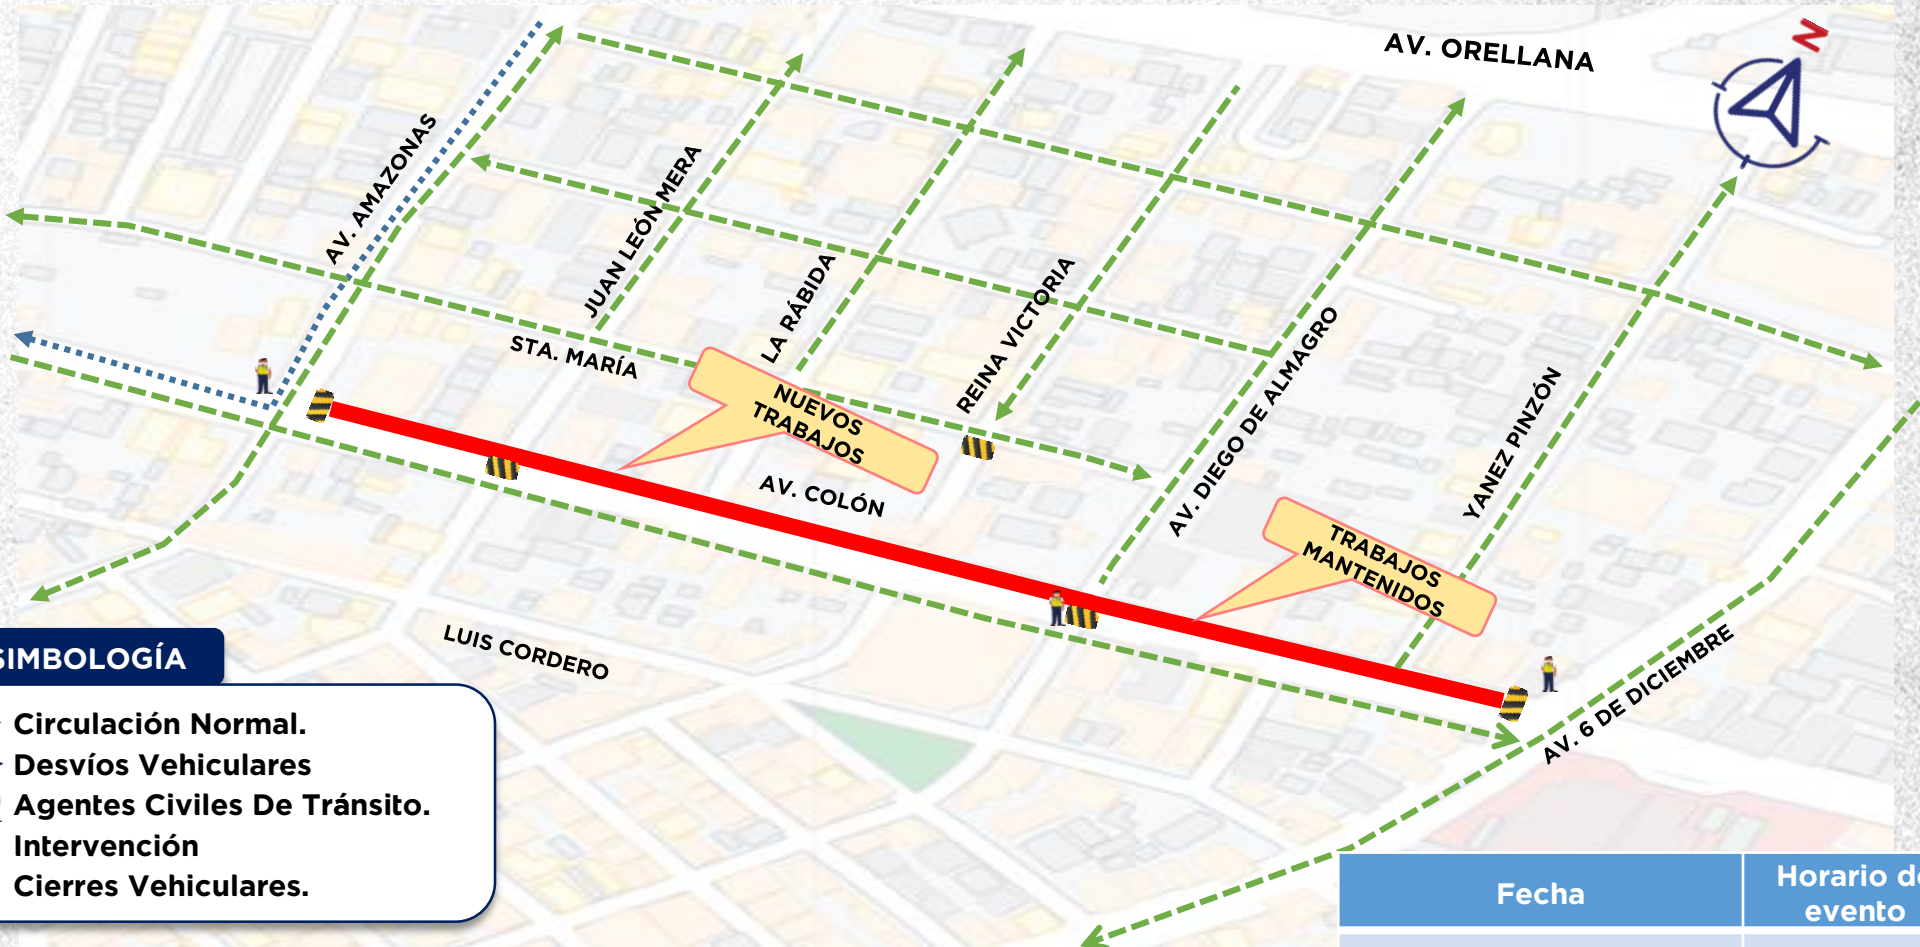 AV. ORELLANA
N
AV. AMAZONAS
JUAN LEÓN MERA
LA RÁBIDA
REINA VICTORIA
STA. MARÍA
AV. DIEGO DE ALMAGRO
YANEZ PINZÓN
NUEVOS
TRABAJOS
AV. COLÓN
TRABAJOS
MANTENIDOS
LUIS CORDERO
AV. 6 DE DICIEMBRE
SIMBOLOGÍA
Circulación Normal.
Desvíos Vehiculares
Agentes Civiles De Tránsito.
Intervención
Cierres Vehiculares.
Fecha
Horario de
evento